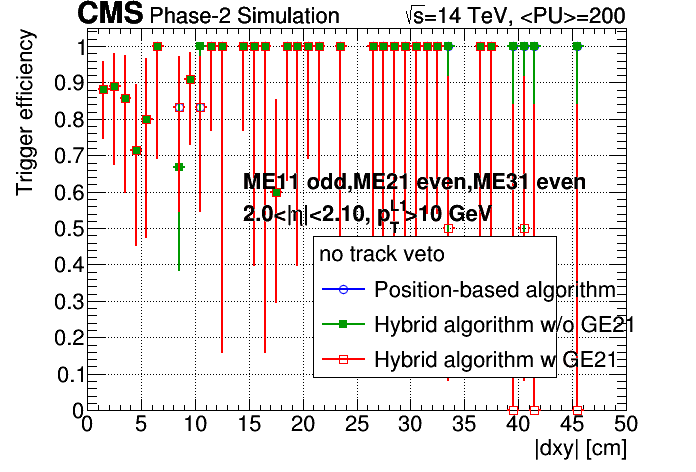 CMS Phase-2 Simulation √s=14 TeV, <PU>=200
Trigger efficiency
1
0.9
0.8
0.7
0.6
0.5
0.4
0.3
0.2
0.1
0
ME11 odd,ME21 even,ME31 even
2.0<|η|<2.10, p_T^L1>10 GeV
no track veto
Position-based algorithm
Hybrid algorithm w/o GE21
Hybrid algorithm w GE21
0 5 10 15 20 25 30 35 40 45 50
|dxy| [cm]